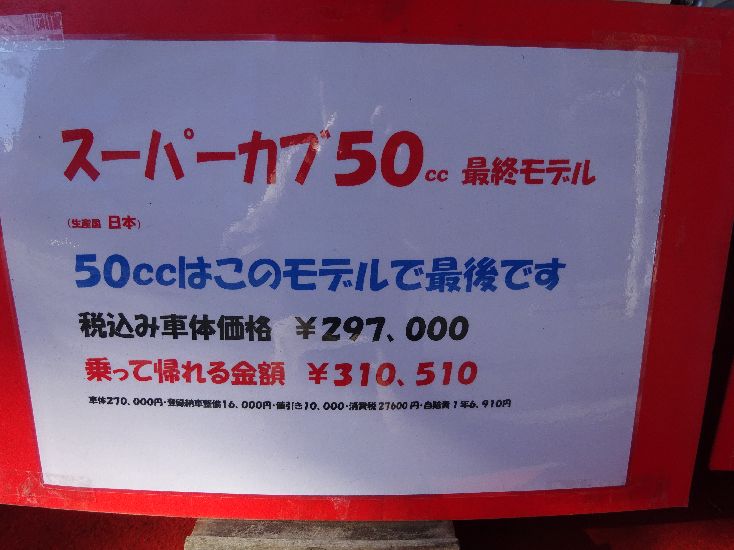 スーパーカブ50cc 最終モデル
(生産国 日本)
50ccはこのモデルで最後です
税込み車体価格 ￥297、000
乗って帰れる金額 ￥310、510
車体270、000円・登録納車整備16、000円・値引き10、000・消費税27600円・自賠責1年6、910円